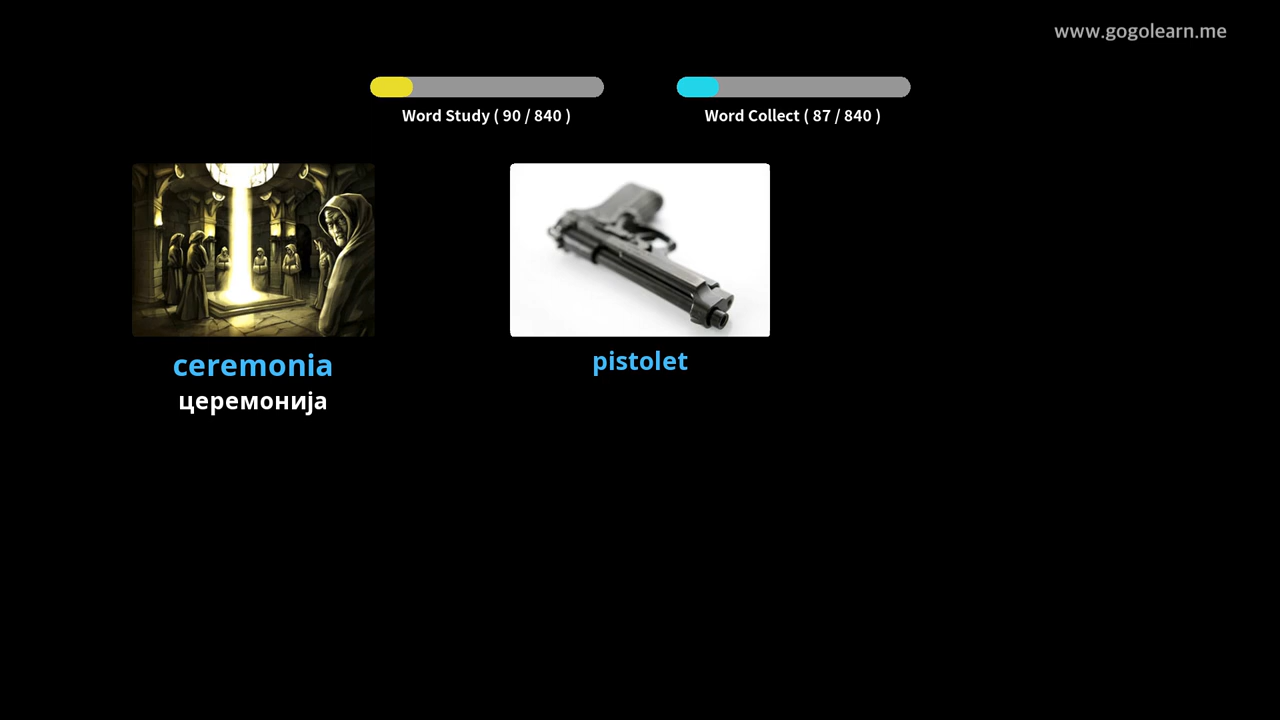 www.gogolearn.me
Word Study ( 90 / 840 )
Word Collect ( 87 / 840 )
ceremonia
церемонија
pistolet